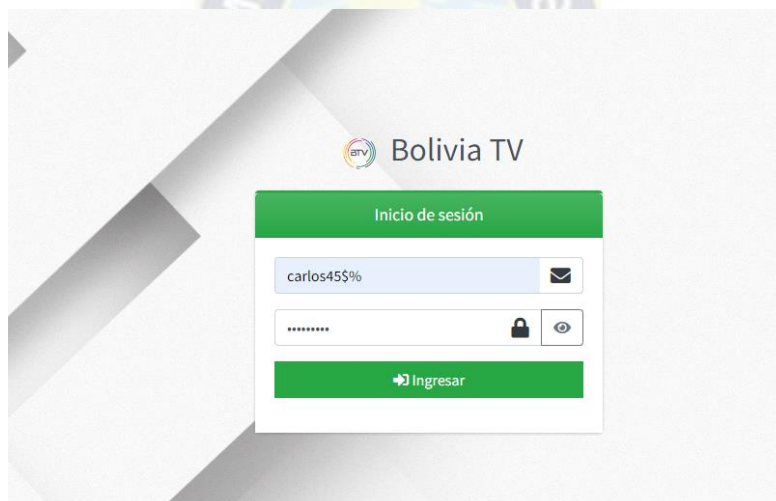 BTV
Bolivia TV
Inicio de sesión
carlos45$%
•••••••••
Ingresar